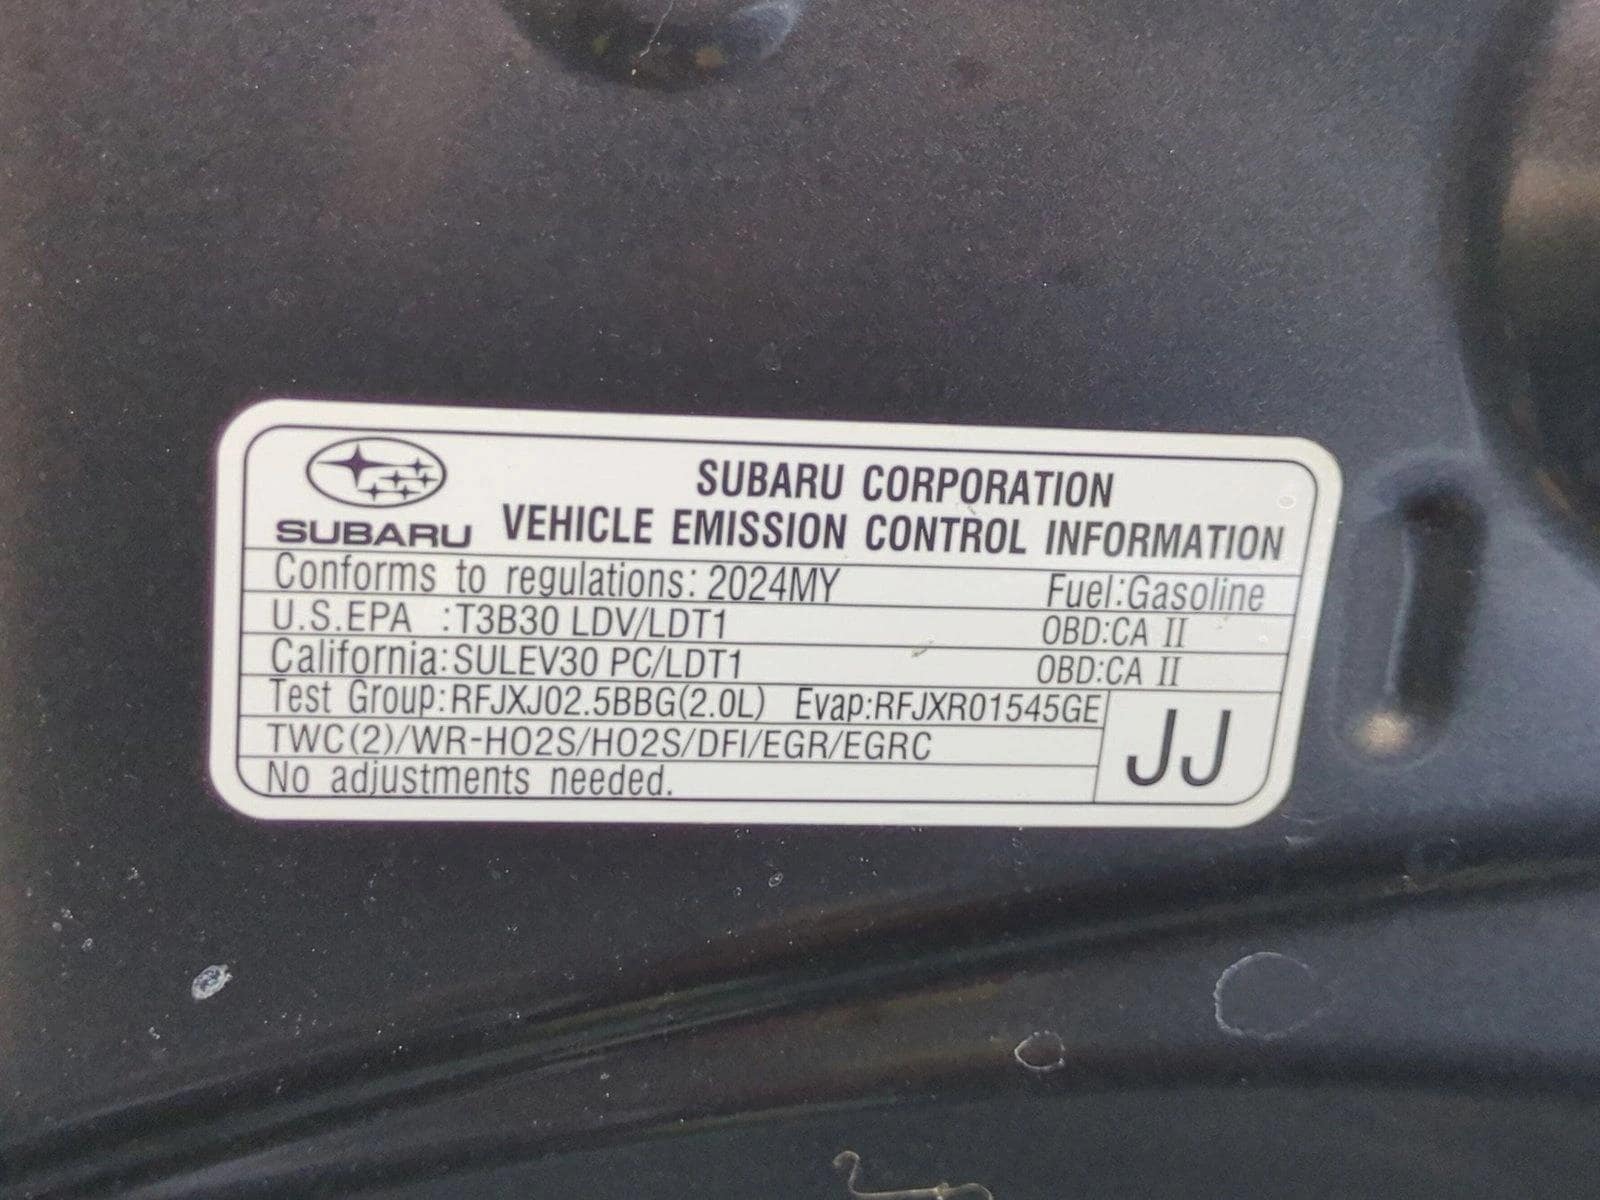 SUBARU CORPORATION
SUBARU VEHICLE EMISSION CONTROL INFORMATION
Conforms to regulations: 2024MY Fuel:Gasoline
U.S.EPA :T3B30 LDV/LDT1 OBD:CA II
California:SULEV30 PC/LDT1 OBD:CA II
Test Group:RFJXJ02.5BBG(2.0L) Evap:RFJXR01545GE
TWC(2)/WR-HO2S/HO2S/DFI/EGR/EGRC
JJ
No adjustments needed.